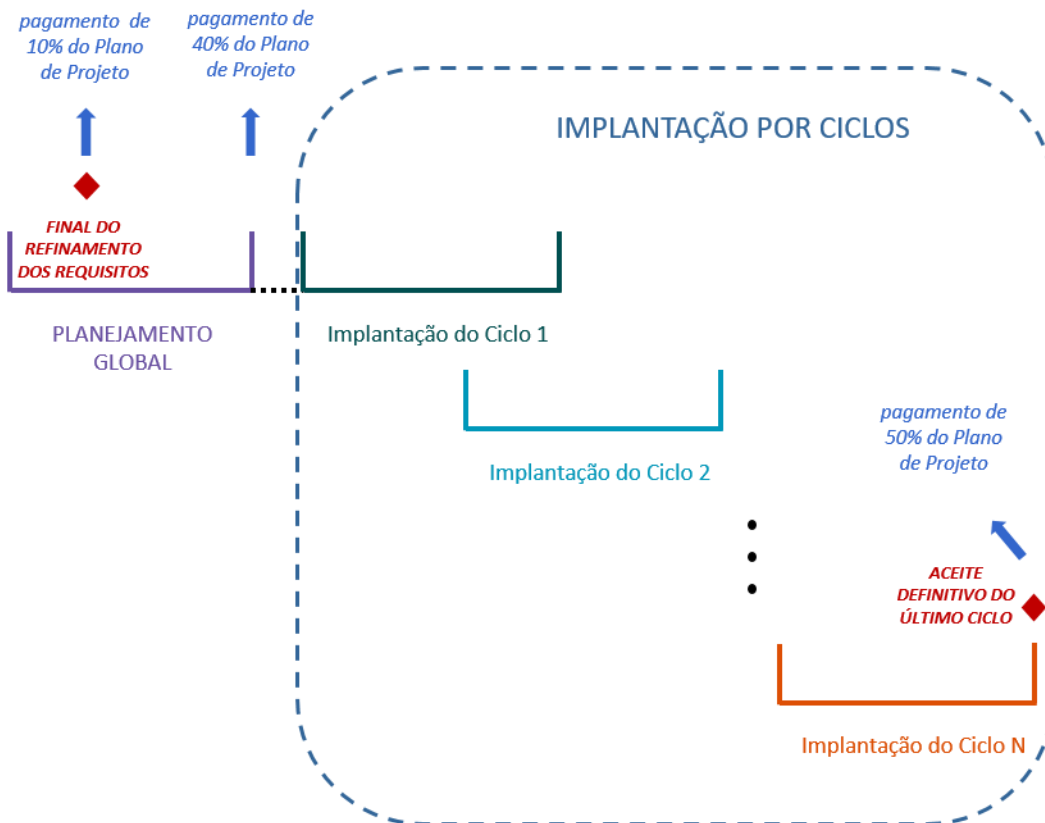 pagamento de
10% do Plano
de Projeto
pagamento de
40% do Plano
de Projeto
IMPLANTAÇÃO POR CICLOS
FINAL DO
REFINAMENTO
DOS REQUISITOS
PLANEJAMENTO
GLOBAL
Implantação do Ciclo 1
Implantação do Ciclo 2
pagamento de
50% do Plano
de Projeto
ACEITE
DEFINITIVO DO
ÚLTIMO CICLO
Implantação do Ciclo N